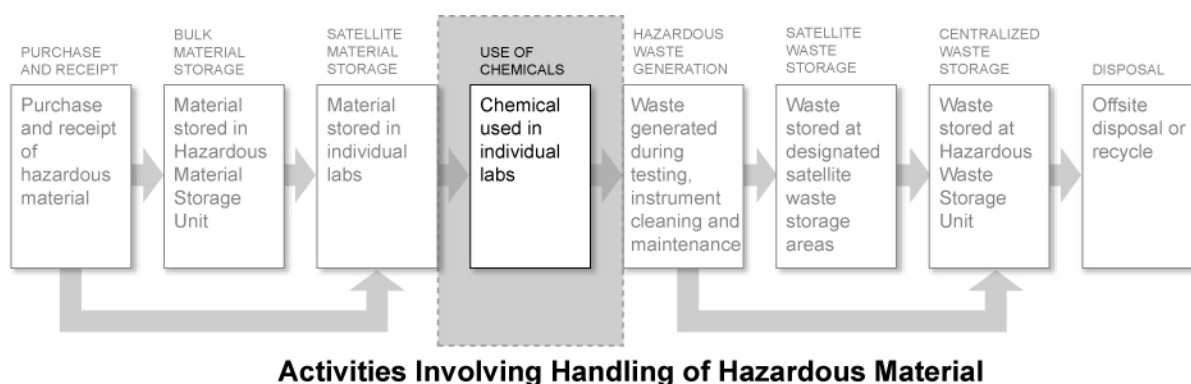 PURCHASE
AND RECEIPT
Purchase
and receipt
of
hazardous
material
BULK
MATERIAL
STORAGE
Material
stored in
Hazardous
Material
Storage
Unit
SATELLITE
MATERIAL
STORAGE
Material
stored in
individual
labs
USE OF
CHEMICALS
Chemical
used in
individual
labs
HAZARDOUS
WASTE
GENERATION
Waste
generated
during
testing,
instrument
cleaning and
maintenance
SATELLITE
WASTE
STORAGE
Waste
stored at
designated
satellite
waste
storage
areas
CENTRALIZED
WASTE
STORAGE
Waste
stored at
Hazardous
Waste
Storage
Unit
DISPOSAL
Offsite
disposal or
recycle
Activities Involving Handling of Hazardous Material